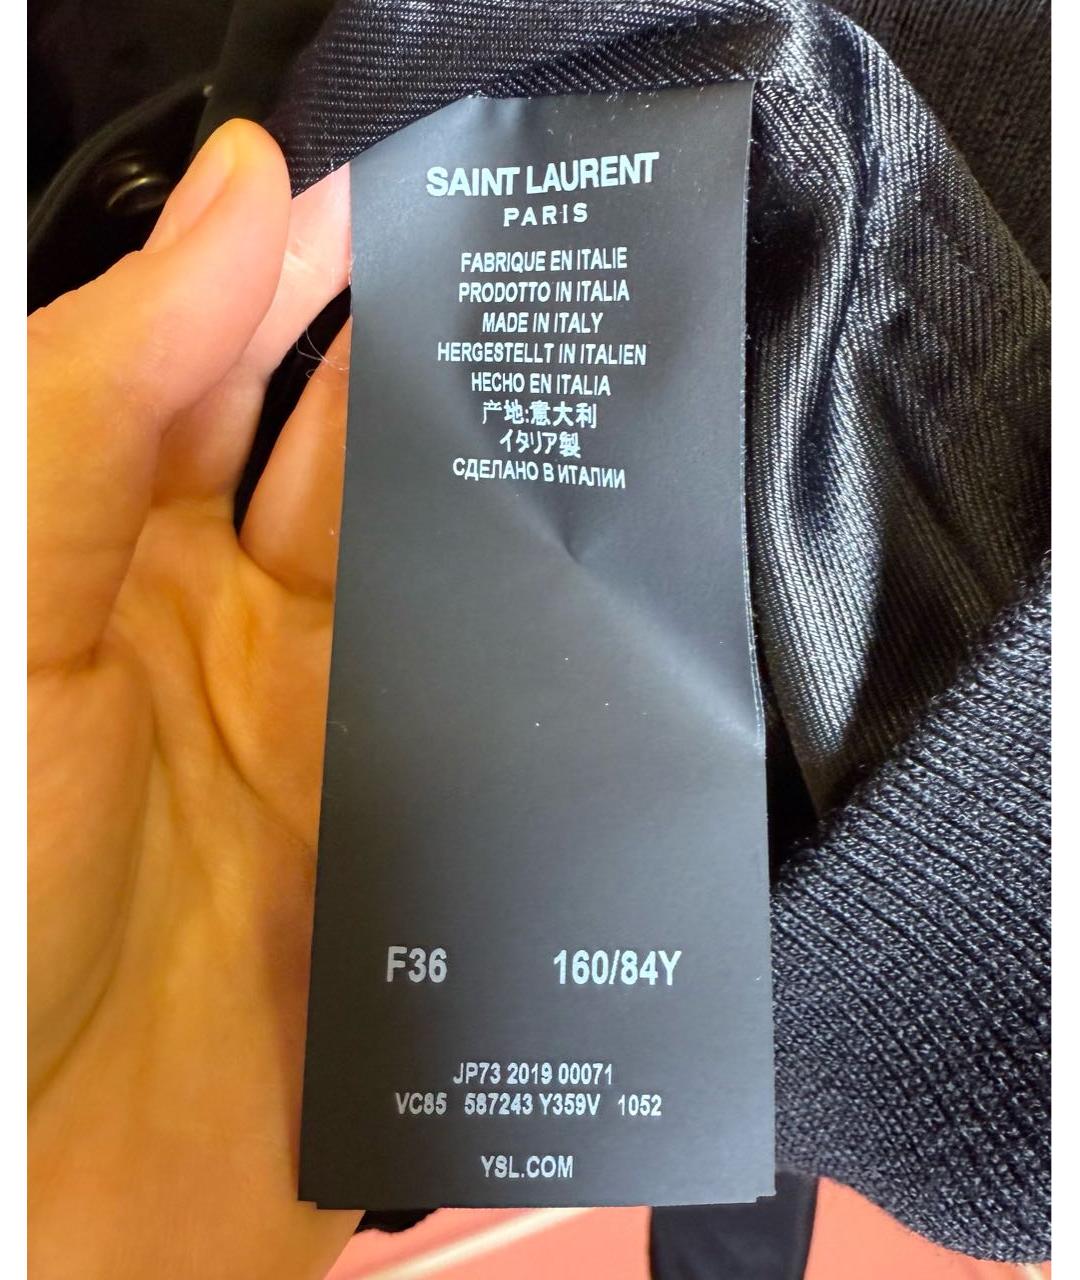 SAINT LAURENT
PARIS
FABRIQUE EN ITALIE
PRODOTTO IN ITALIA
MADE IN ITALY
HERGESTELLT IN ITALIEN
HECHO EN ITALIA
产地:意大利
イタリア製
СДЕЛАНО В ИТАЛИИ
F36 160/84Y
JP73 2019 00071
VC85 587243 Y359V 1052
YSL.COM